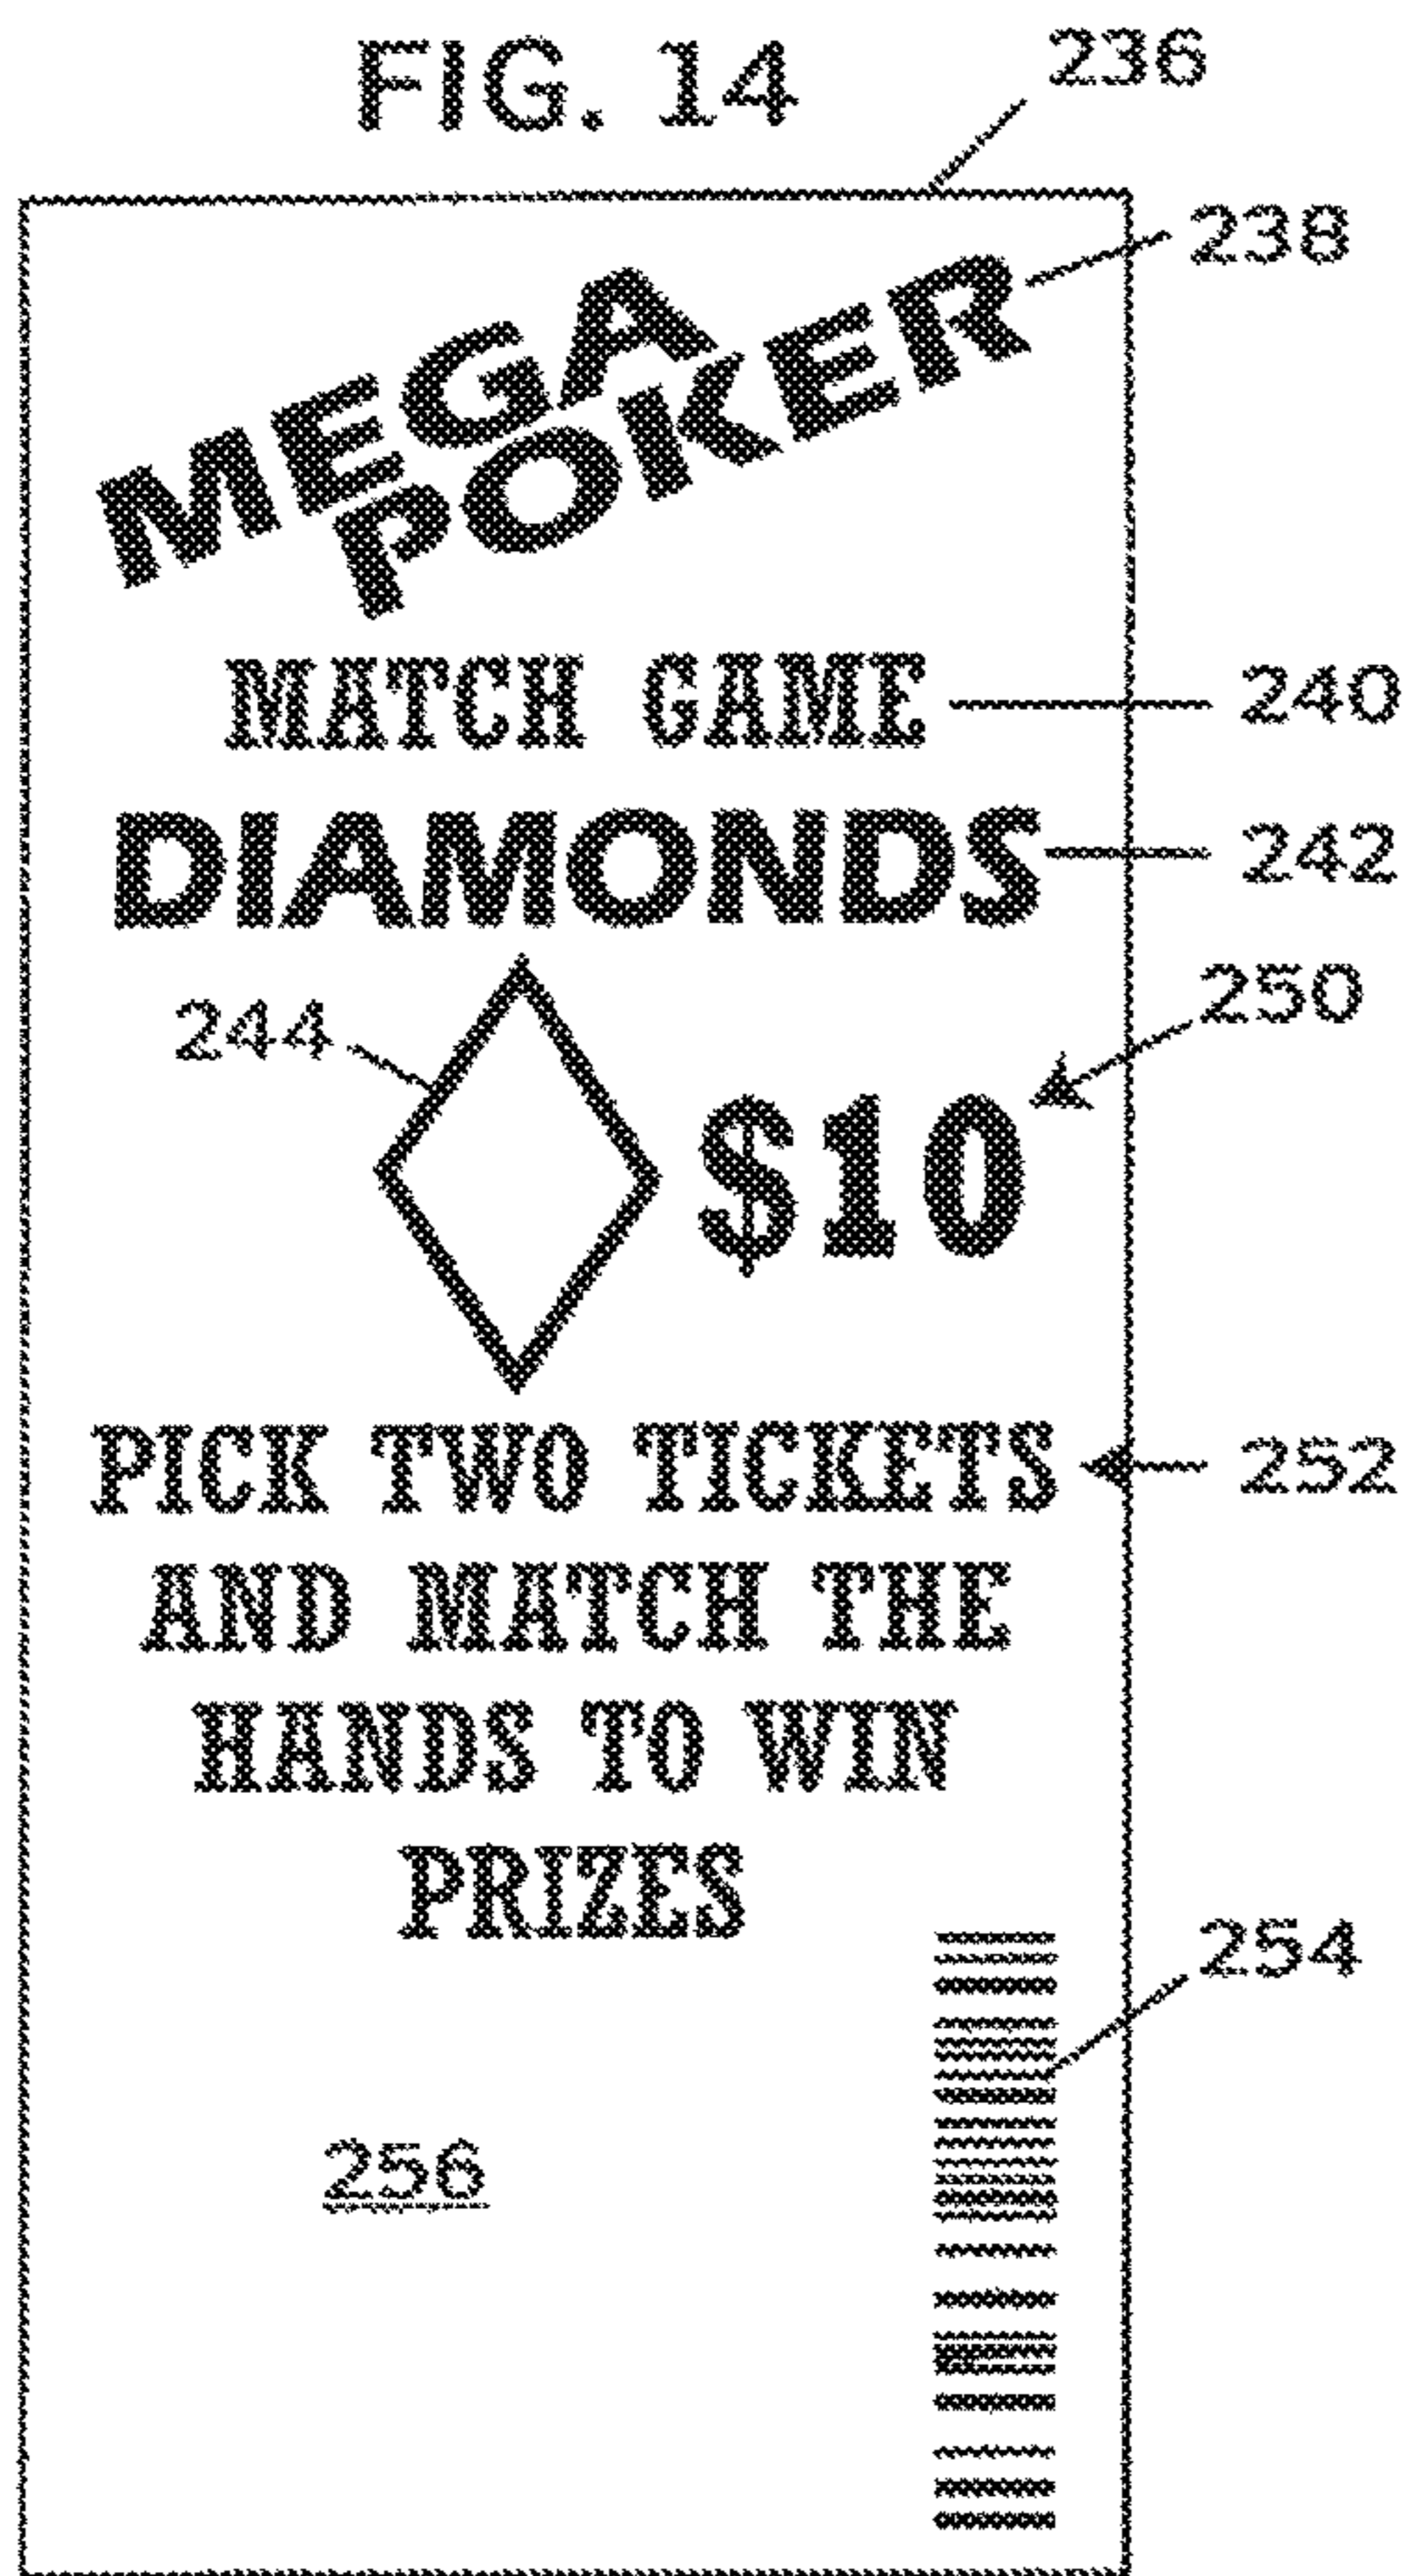 FIG. 14
236
238
MEGA
POKER
MATCH GAME
240
DIAMONDS
242
250
244
$10
PICK TWO TICKETS
252
AND MATCH THE
HANDS TO WIN
PRIZES
254
256